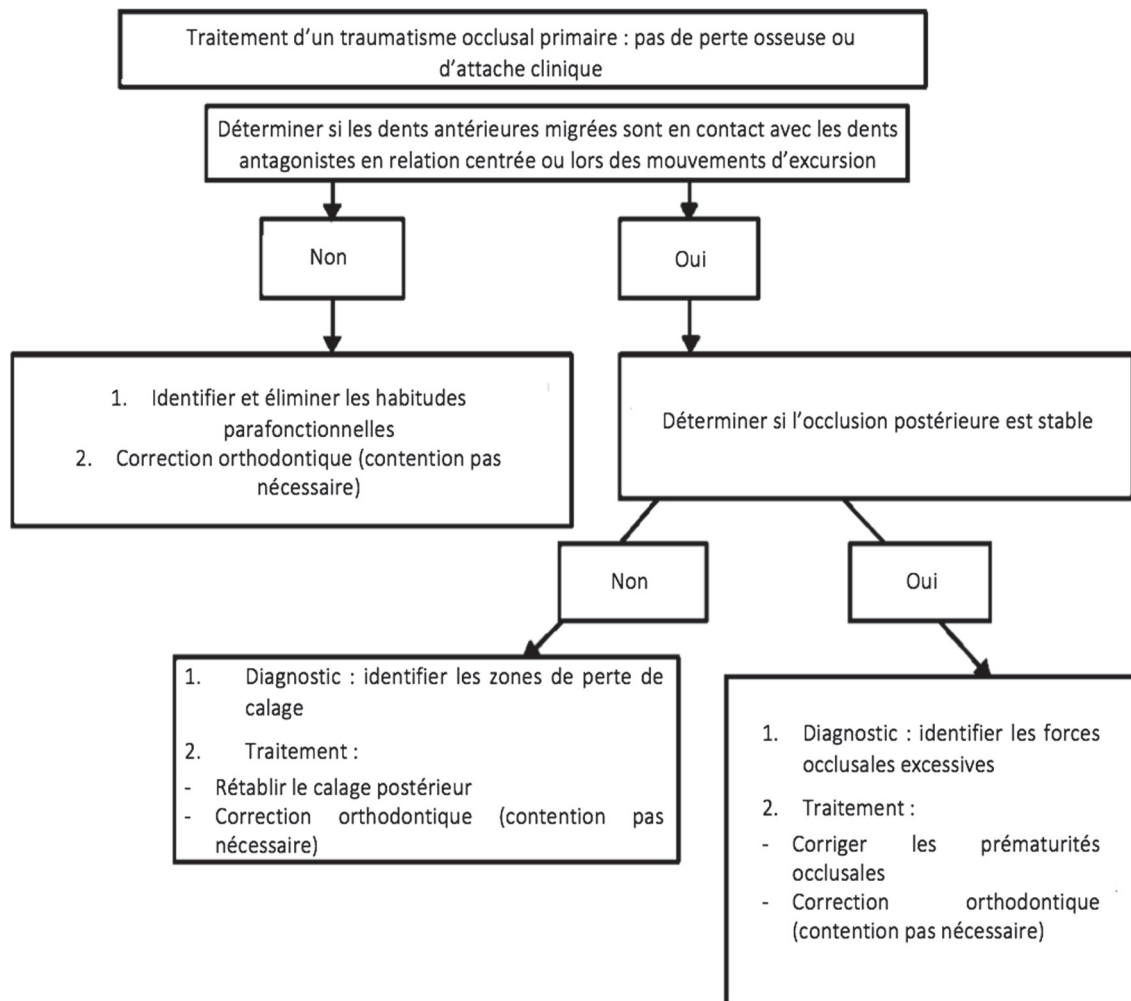 Traitement d’un traumatisme occlusal primaire : pas de perte osseuse ou
d’attache clinique
Déterminer si les dents antérieures migrées sont en contact avec les dents
antagonistes en relation centrée ou lors des mouvements d’excursion
Non
Oui
1. Identifier et éliminer les habitudes
parafonctionnelles
2. Correction orthodontique (contention pas
nécessaire)
Déterminer si l’occlusion postérieure est stable
Non
Oui
1. Diagnostic : identifier les zones de perte de
calage
2. Traitement :
- Rétablir le calage postérieur
- Correction orthodontique (contention pas
nécessaire)
1. Diagnostic : identifier les forces
occlusales excessives
2. Traitement :
- Corriger les prématurités
occlusales
- Correction orthodontique
(contention pas nécessaire)